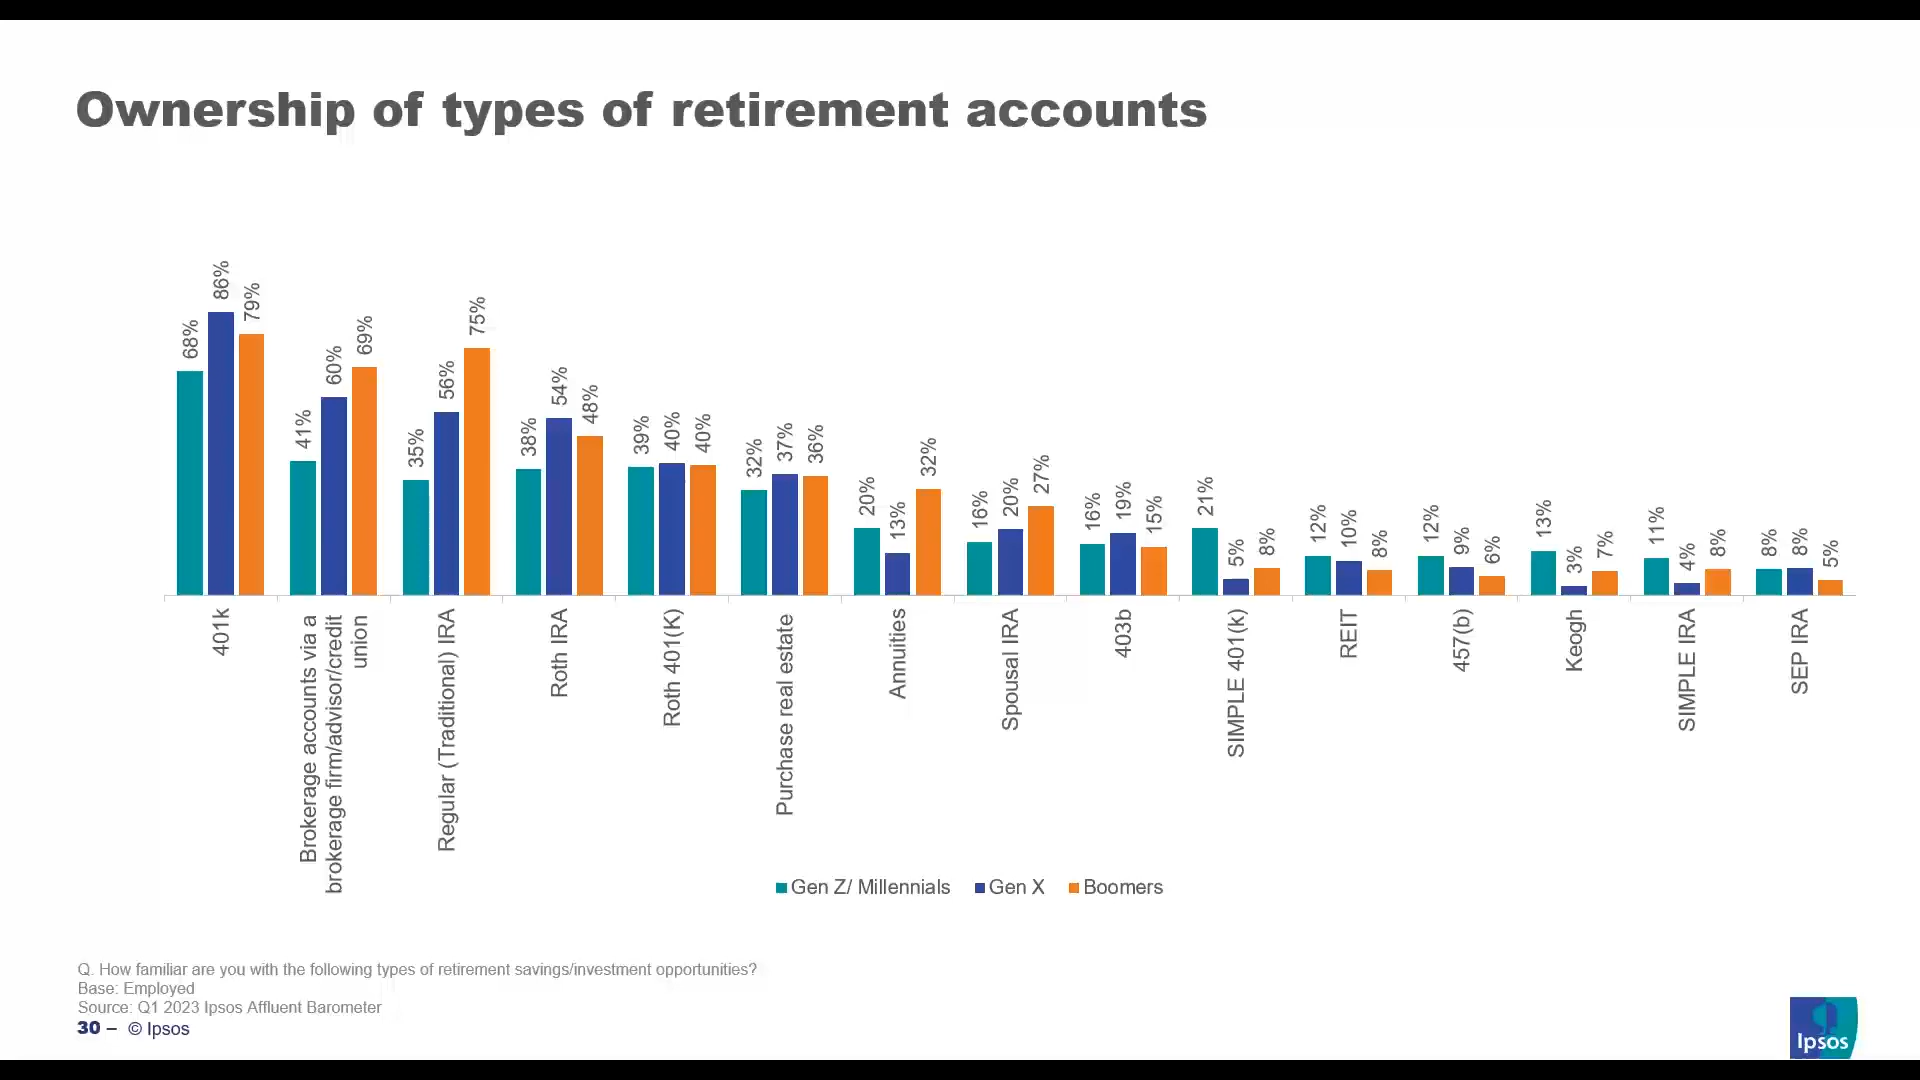 Ownership of types of retirement accounts
68%
86%
79%
41%
60%
69%
35%
56%
75%
38%
54%
48%
39%
40%
40%
32%
37%
36%
20%
13%
32%
16%
20%
27%
16%
19%
15%
21%
5%
8%
12%
10%
8%
12%
9%
6%
13%
3%
7%
11%
4%
8%
8%
8%
5%
401k
Brokerage accounts via a
brokerage firm/advisor/credit
union
Regular (Traditional) IRA
Roth IRA
Roth 401(K)
Purchase real estate
Annuities
Spousal IRA
403b
SIMPLE 401(k)
REIT
457(b)
Keogh
SIMPLE IRA
SEP IRA
Gen Z/ Millennials
Gen X
Boomers
Q. How familiar are you with the following types of retirement savings/investment opportunities?
Base: Employed
Source: Q1 2023 Ipsos Affluent Barometer
30 – © Ipsos
Ipsos